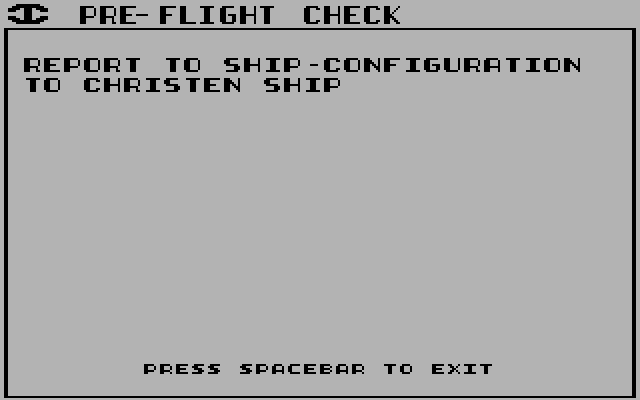 PRE-FLIGHT CHECK
REPORT TO SHIP-CONFIGURATION
TO CHRISTEN SHIP
PRESS SPACEBAR TO EXIT